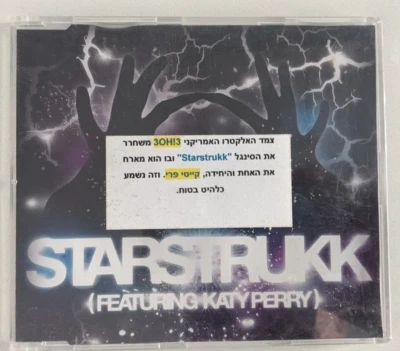 צמד האלקטרו האמריקני 3OH!3 משחרר
את הסינגל "Starstrukk" ובו הוא מארח
את האחת והיחידה, קייטי פרי. וזה נשמע
כלהיט בטוח.
STARSTRUKK
(FEATURING KATY PERRY)